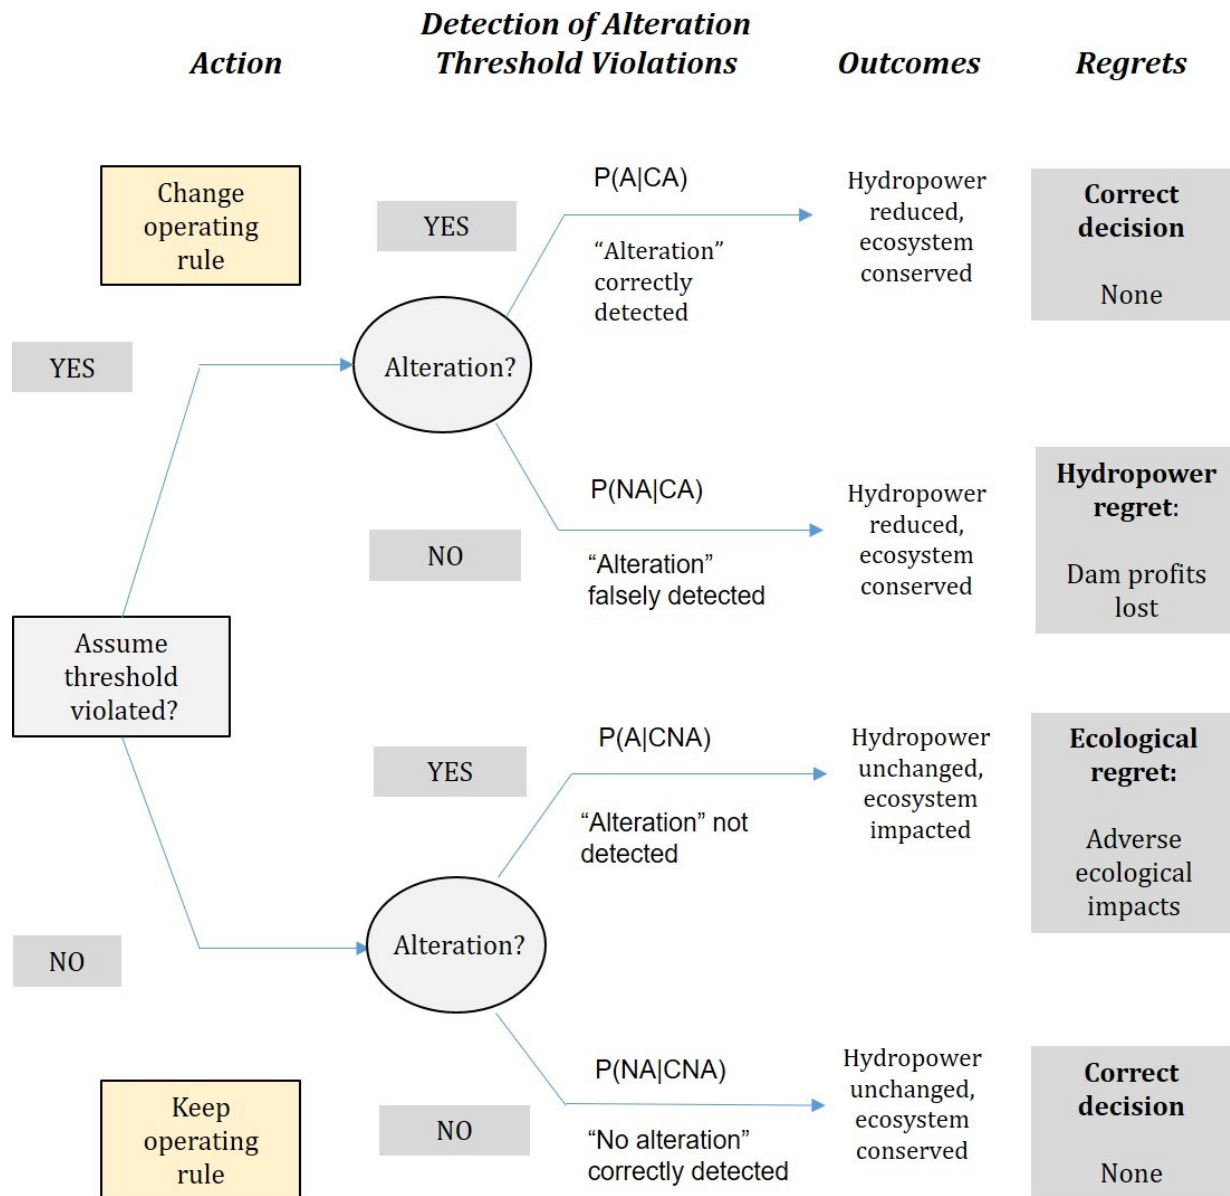 Action
Detection of Alteration
Threshold Violations
Outcomes
Regrets
Change
operating
rule
YES
YES
P(A|CA)
“Alteration”
correctly
detected
Hydropower
reduced,
ecosystem
conserved
Correct
decision
None
Alteration?
NO
P(NA|CA)
“Alteration”
falsely detected
Hydropower
reduced,
ecosystem
conserved
Hydropower
regret:
Dam profits
lost
Assume
threshold
violated?
YES
P(A|CNA)
“Alteration” not
detected
Hydropower
unchanged,
ecosystem
impacted
Ecological
regret:
Adverse
ecological
impacts
NO
Alteration?
Keep
operating
rule
NO
P(NA|CNA)
“No alteration”
correctly detected
Hydropower
unchanged,
ecosystem
conserved
Correct
decision
None